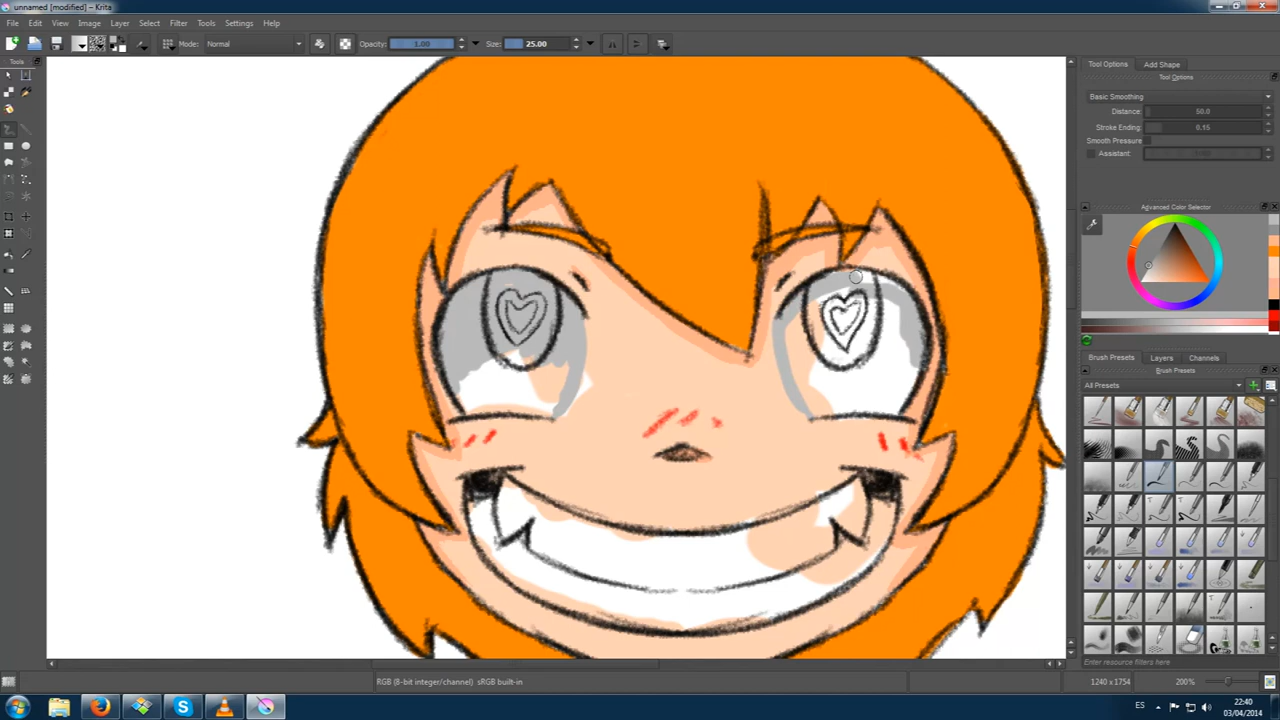 unnamed [modified] – Krita
File Edit View Image Layer Select Filter Tools Settings Help
Mode: Normal Opacity: 1.00 Size: 25.00
Tools
Tool Options Add Shape
Tool Options
Basic Smoothing
Distance: 50.0
Stroke Ending: 0.15
Smooth Pressure
Assistant
Advanced Color Selector
Brush Presets Layers Channels
Brush Presets
All Presets
Enter resource filters here
RGB (8-bit integer/channel) sRGB built-in 1240 x 1754 200%
ES 22:40
03/04/2014